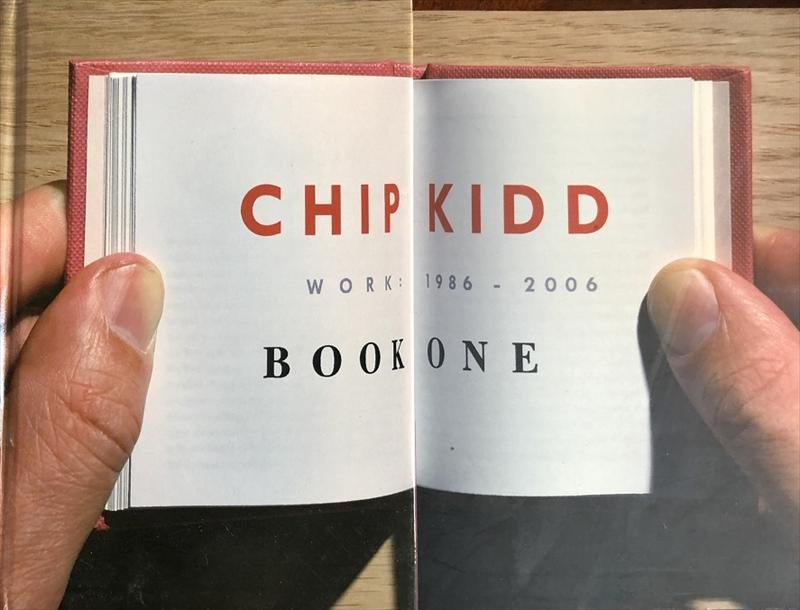 CHIP KIDD
WORK: 1986 - 2006
BOOK ONE